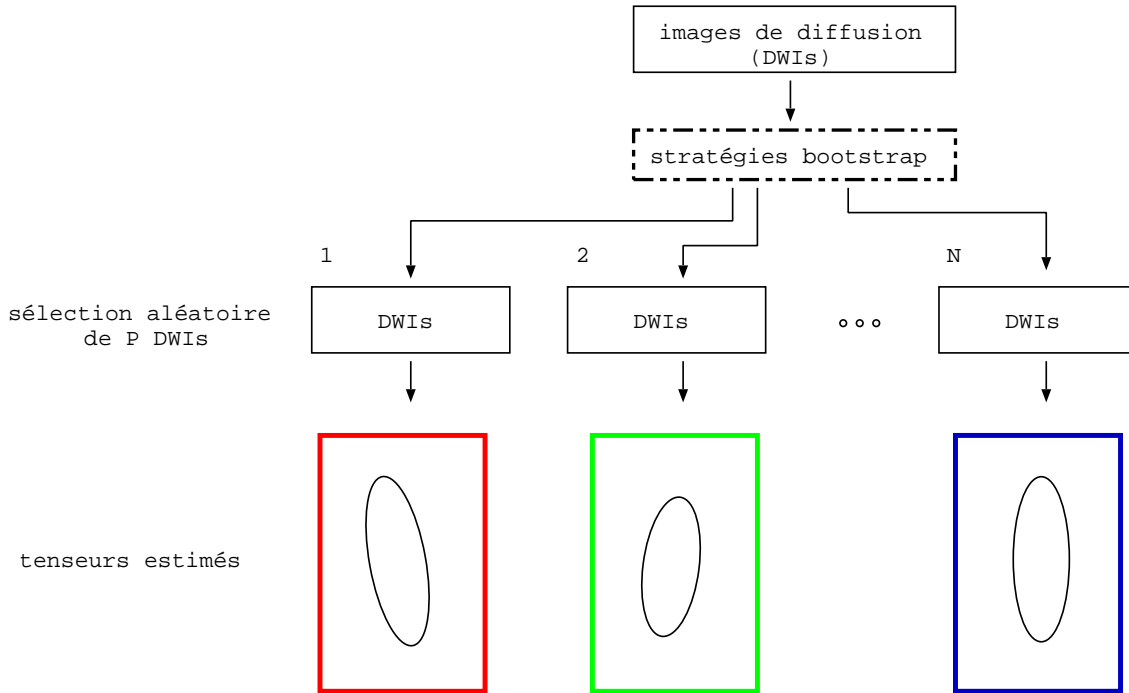 images de diffusion
(DWIs)
stratégies bootstrap
1
2
N
sélection aléatoire
de P DWIs
DWIs
DWIs
DWIs
tenseurs estimés